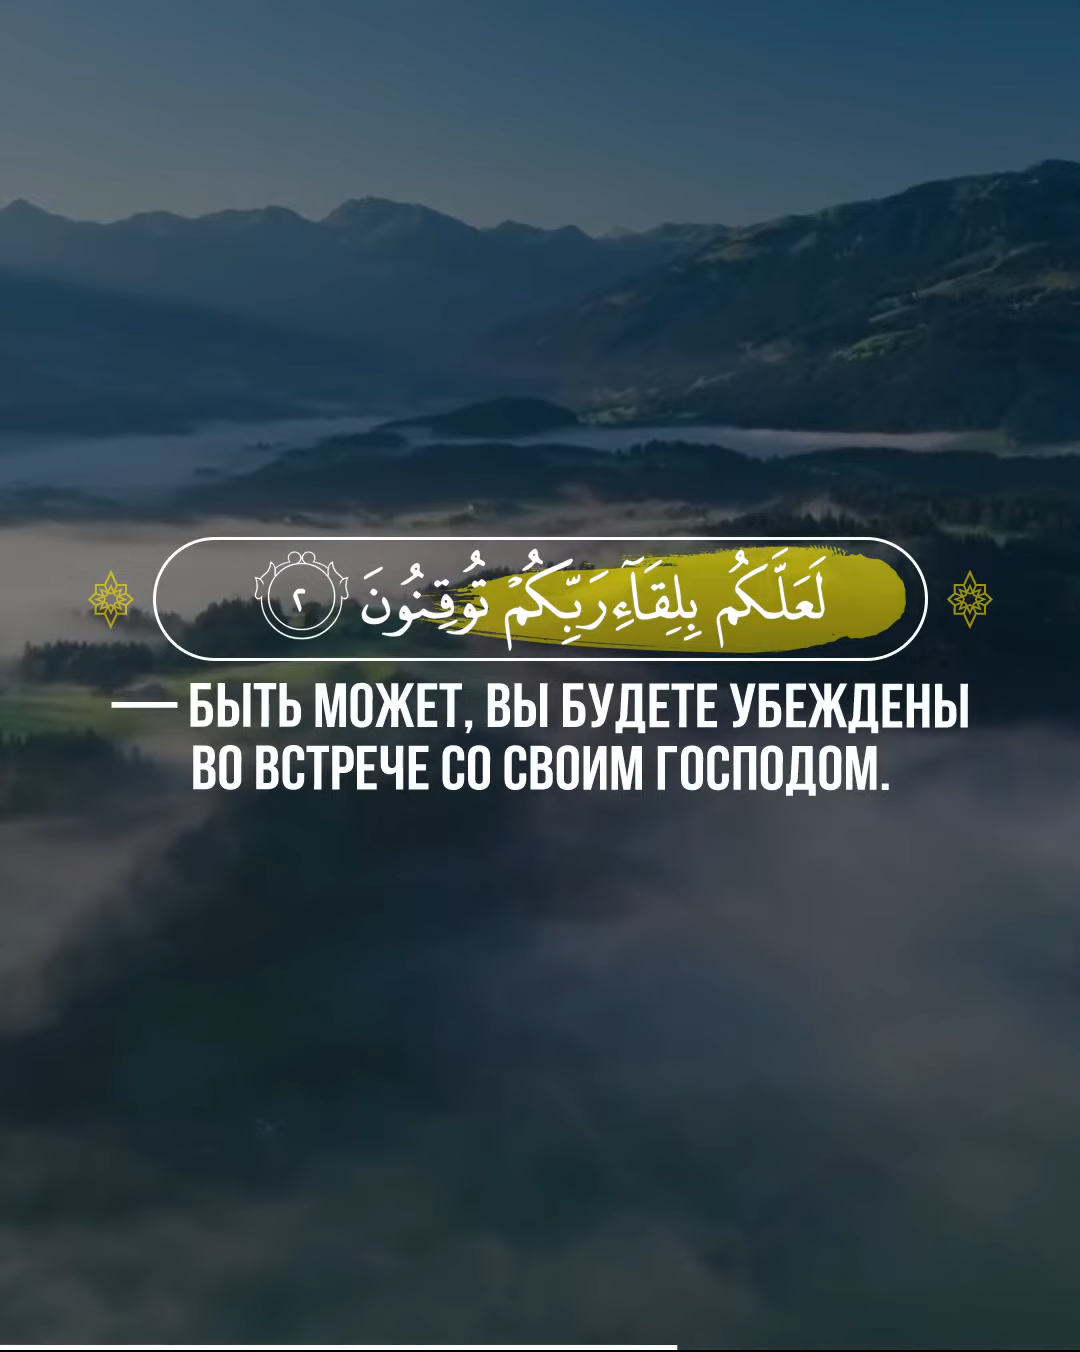 لَعَلَّكُم بِلِقَآءِ رَبِّكُمْ تُوقِنُونَ ٢
— БЫТЬ МОЖЕТ, ВЫ БУДЕТЕ УБЕЖДЕНЫ
ВО ВСТРЕЧЕ СО СВОИМ ГОСПОДОМ.